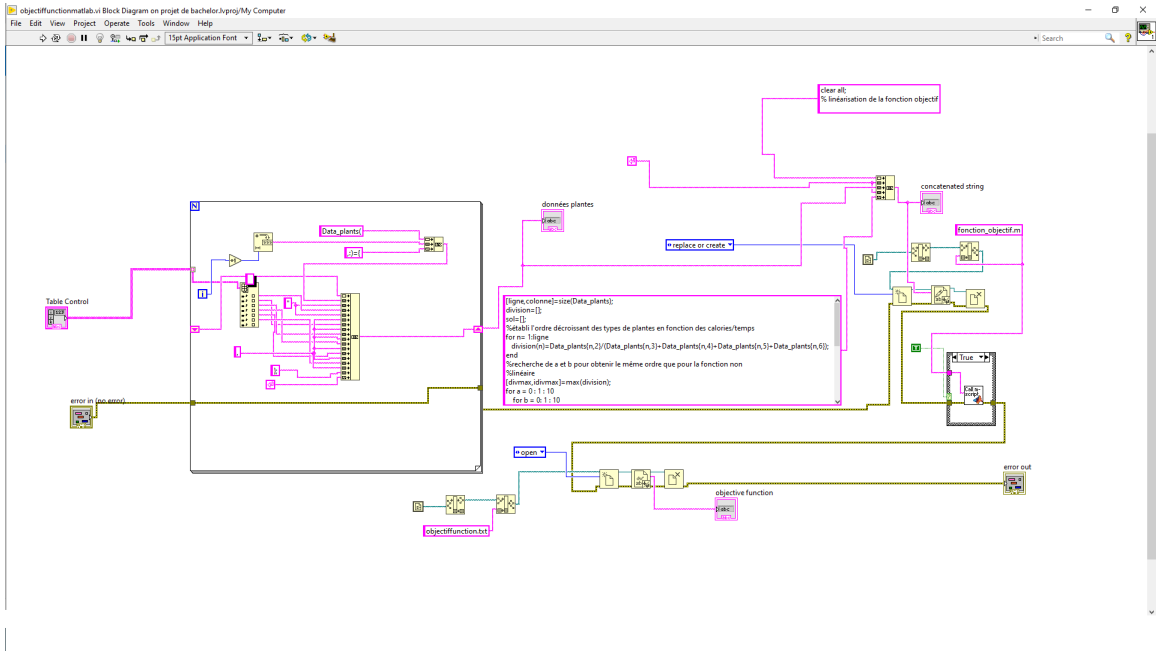 objectiffunctionmatlab.vi Block Diagram on projet de bachelor.lvproj/My Computer
File Edit View Project Operate Tools Window Help
15pt Application Font
Search
clear all;
% linéarisation de la fonction objectif
concatenated string
abc
données plantes
abc
fonction_objectif.m
N
Data_plants(
,:)=[
replace or create
i
Table Control
[ligne,colonne]=size(Data_plants);
division=[];
sol=[];
%établi l'ordre décroissant des types de plantes en fonction des calories/temps
for n= 1:ligne
division(n)=Data_plants(n,2)/(Data_plants(n,3)+Data_plants(n,4)+Data_plants(n,5)+Data_plants(n,6));
end
%recherche de a et b pour obtenir le même ordre que pour la fonction non
%linéaire
[divmax,idivmax]=max(division);
for a = 0 : 1 : 10
for b = 0: 1 : 10
True
Call
script
error in (no error)
open
error out
objective function
abc
objectiffunction.txt